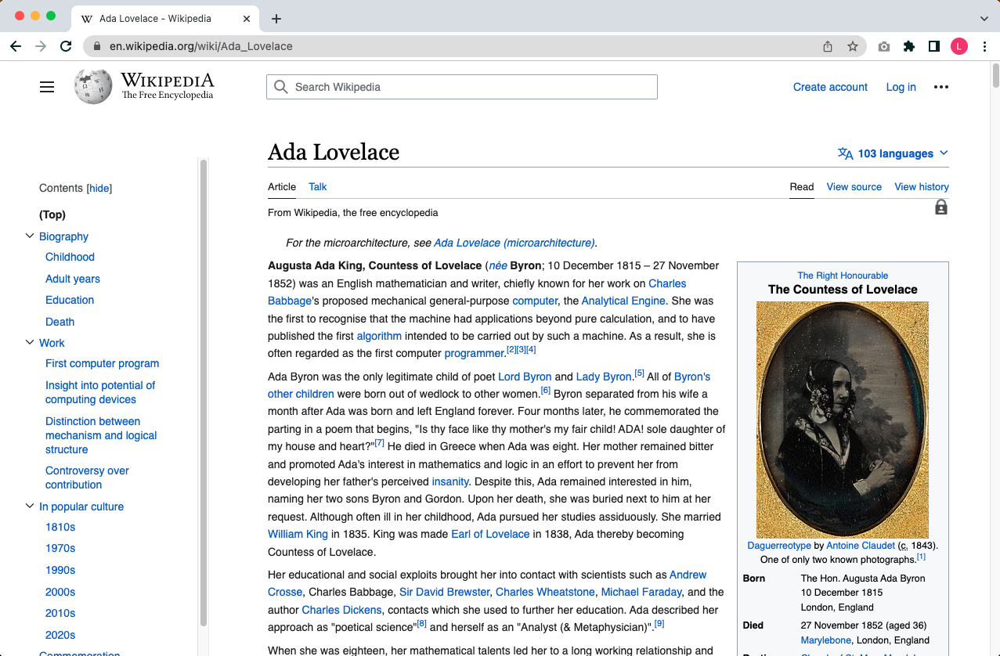 Ada Lovelace - Wikipedia
en.wikipedia.org/wiki/Ada_Lovelace
L
WIKIPEDIA
The Free Encyclopedia
Search Wikipedia
Create account
Log in
Ada Lovelace
103 languages
Contents [hide]
(Top)
Biography
Childhood
Adult years
Education
Death
Work
First computer program
Insight into potential of
computing devices
Distinction between
mechanism and logical
structure
Controversy over
contribution
In popular culture
1810s
1970s
1990s
2000s
2010s
2020s
Commemoration
Article
Talk
Read
View source
View history
From Wikipedia, the free encyclopedia
For the microarchitecture, see Ada Lovelace (microarchitecture).
Augusta Ada King, Countess of Lovelace (née Byron; 10 December 1815 – 27 November
1852) was an English mathematician and writer, chiefly known for her work on Charles
Babbage's proposed mechanical general-purpose computer, the Analytical Engine. She was
the first to recognise that the machine had applications beyond pure calculation, and to have
published the first algorithm intended to be carried out by such a machine. As a result, she is
often regarded as the first computer programmer.[2][3][4]
Ada Byron was the only legitimate child of poet Lord Byron and Lady Byron.[5] All of Byron's
other children were born out of wedlock to other women.[6] Byron separated from his wife a
month after Ada was born and left England forever. Four months later, he commemorated the
parting in a poem that begins, "Is thy face like thy mother's my fair child! ADA! sole daughter of
my house and heart?"[7] He died in Greece when Ada was eight. Her mother remained bitter
and promoted Ada's interest in mathematics and logic in an effort to prevent her from
developing her father's perceived insanity. Despite this, Ada remained interested in him,
naming her two sons Byron and Gordon. Upon her death, she was buried next to him at her
request. Although often ill in her childhood, Ada pursued her studies assiduously. She married
William King in 1835. King was made Earl of Lovelace in 1838, Ada thereby becoming
Countess of Lovelace.
Her educational and social exploits brought her into contact with scientists such as Andrew
Crosse, Charles Babbage, Sir David Brewster, Charles Wheatstone, Michael Faraday, and the
author Charles Dickens, contacts which she used to further her education. Ada described her
approach as "poetical science"[8] and herself as an "Analyst (& Metaphysician)".[9]
When she was eighteen, her mathematical talents led her to a long working relationship and
The Right Honourable
The Countess of Lovelace
Daguerreotype by Antoine Claudet (c. 1843).
One of only two known photographs.[1]
Born
The Hon. Augusta Ada Byron
10 December 1815
London, England
Died
27 November 1852 (aged 36)
Marylebone, London, England